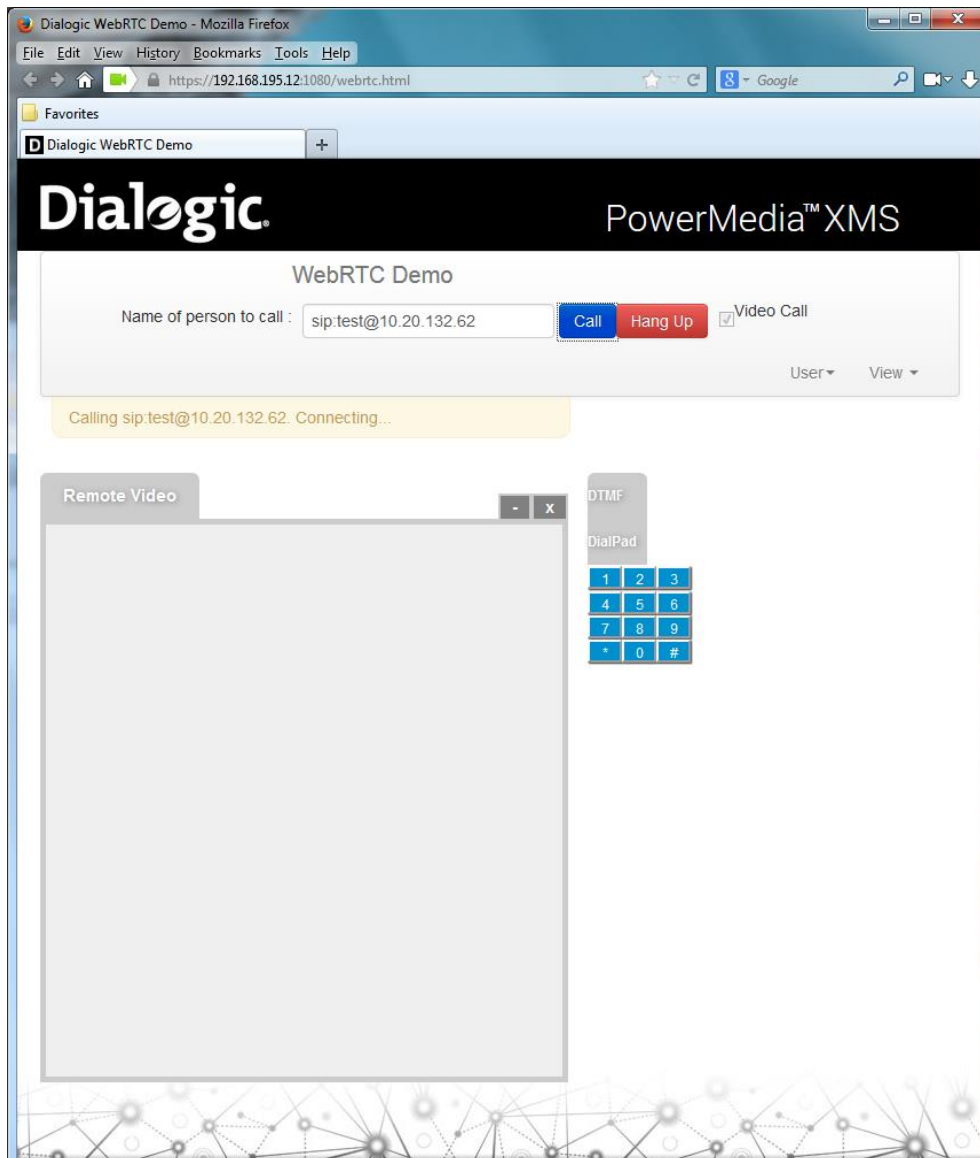 Dialogic WebRTC Demo - Mozilla Firefox
File Edit View History Bookmarks Tools Help
https://192.168.195.12:1080/webrtc.html
8 Google
Favorites
D Dialogic WebRTC Demo +
Dialogic. PowerMedia™ XMS
WebRTC Demo
Name of person to call : sip:test@10.20.132.62 Call Hang Up Video Call
User View
Calling sip:test@10.20.132.62. Connecting...
Remote Video - x DTMF
DialPad
1 2 3
4 5 6
7 8 9
* 0 #